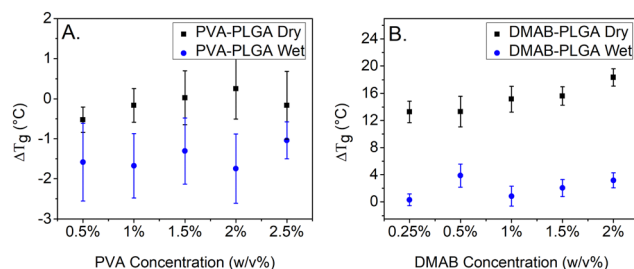 A.
PVA-PLGA Dry
PVA-PLGA Wet
ΔTg (°C)
2
1
0
-1
-2
-3
0.5% 1% 1.5% 2% 2.5%
PVA Concentration (w/v%)
B.
DMAB-PLGA Dry
DMAB-PLGA Wet
ΔTg (°C)
24
20
16
12
8
4
0
0.25% 0.5% 1% 1.5% 2%
DMAB Concentration (w/v%)